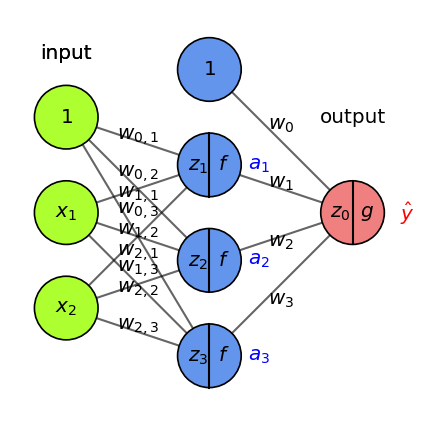 input
1
1
w_{0,1}
w_0
output
z_1 f a_1
w_{0,2}
w_1
w_{1,1}
x_1
w_{0,3}
z_0 g ŷ
w_{1,2}
w_2
w_{2,1}
z_2 f a_2
w_{1,3}
w_{2,2}
w_3
x_2
w_{2,3}
z_3 f a_3